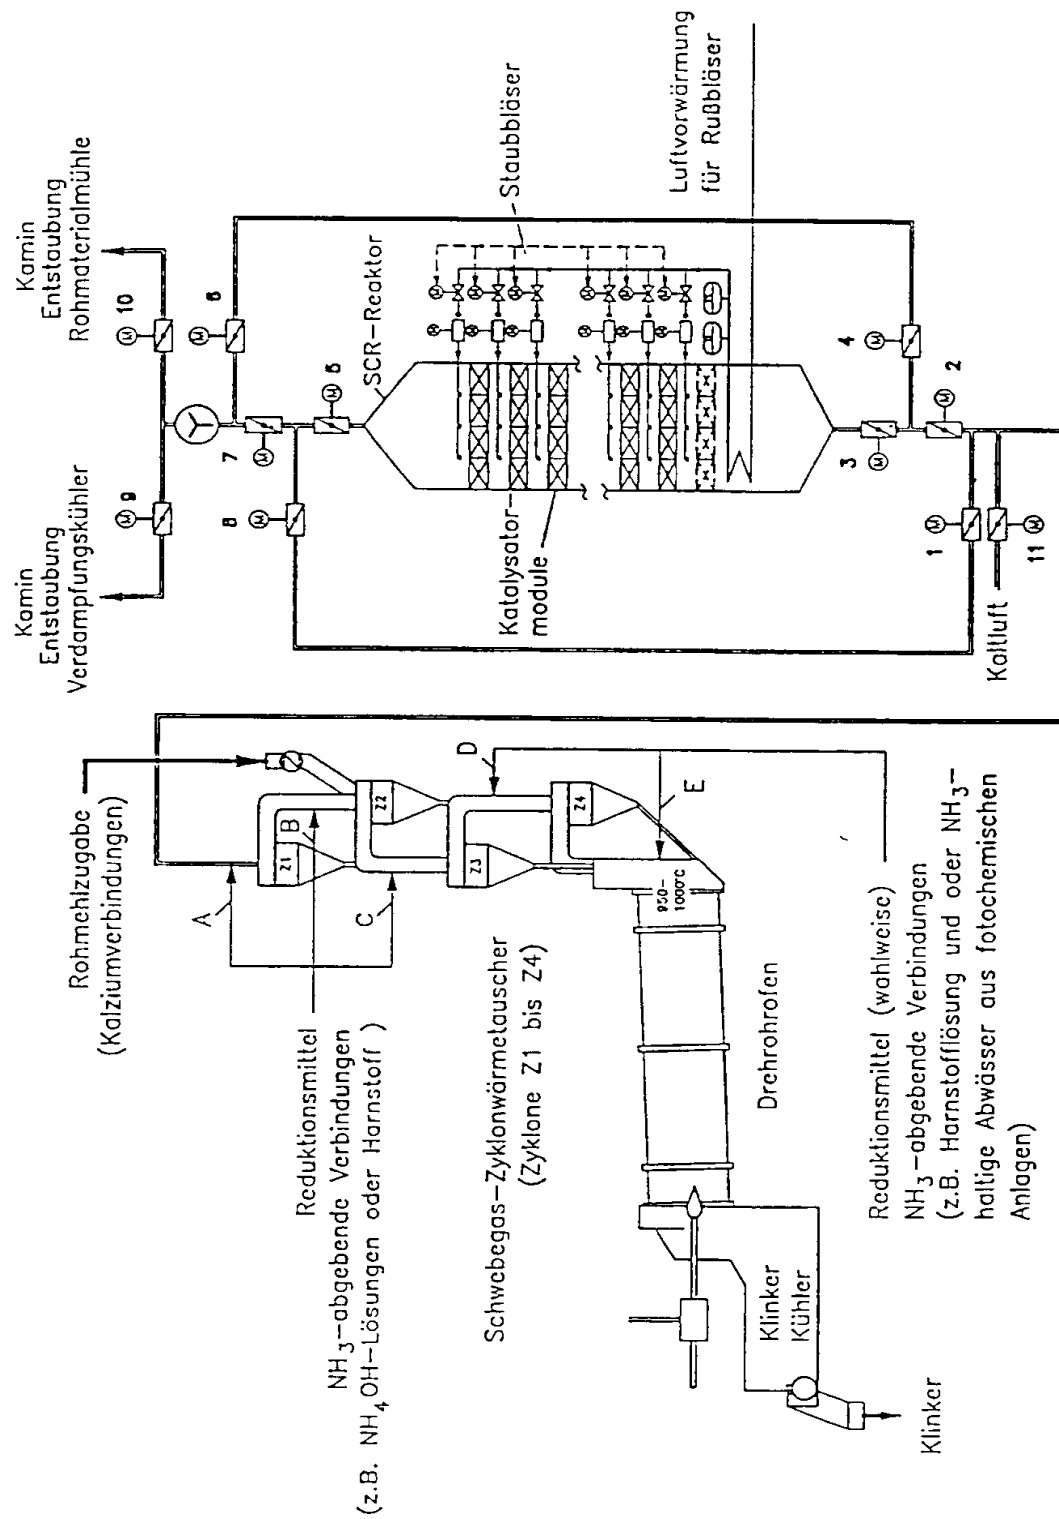 Rohmehlzugabe
(Kalziumverbindungen)
A
B
C
D
E
Z1
Z2
Z3
Z4
950–
1000°C
Reduktionsmittel
NH3–abgebende Verbindungen
(z.B. NH4OH–Lösungen oder Harnstoff )
Schwebegas–Zyklonwärmetauscher
(Zyklone Z1 bis Z4)
Drehrohrofen
Klinker
Kühler
Klinker
Reduktionsmittel (wahlweise)
NH3–abgebende Verbindungen
(z.B. Harnstofflösung und oder NH3–
haltige Abwässer aus fotochemischen
Anlagen)
Kamin
Entstaubung
Verdampfungskühler
Kamin
Entstaubung
Rohmaterialmühle
M
9
M
10
M
6
M
8
7
M
M
5
SCR–Reaktor
Staubbläser
Katalysator–
module
Luftvorwärmung
für Rußbläser
3
M
M
4
M
2
M
1
M
11
Kaltluft